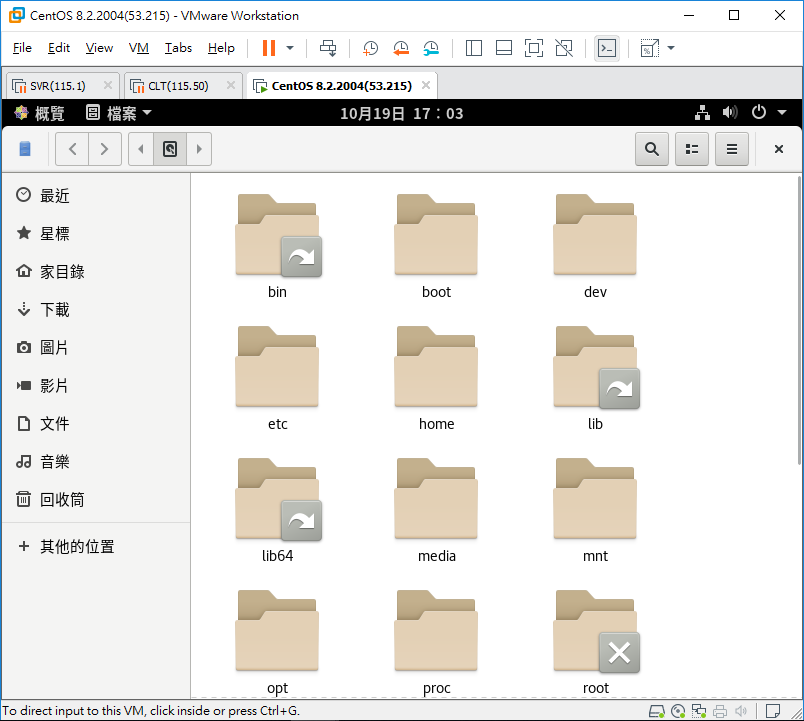 CentOS 8.2.2004(53.215) - VMware Workstation
File Edit View VM Tabs Help
SVR(115.1) CLT(115.50) CentOS 8.2.2004(53.215)
概覽 檔案 10月19日 17：03
最近
星標
家目錄
下載
圖片
影片
文件
音樂
回收筒
其他的位置
bin boot dev
etc home lib
lib64 media mnt
opt proc root
To direct input to this VM, click inside or press Ctrl+G.